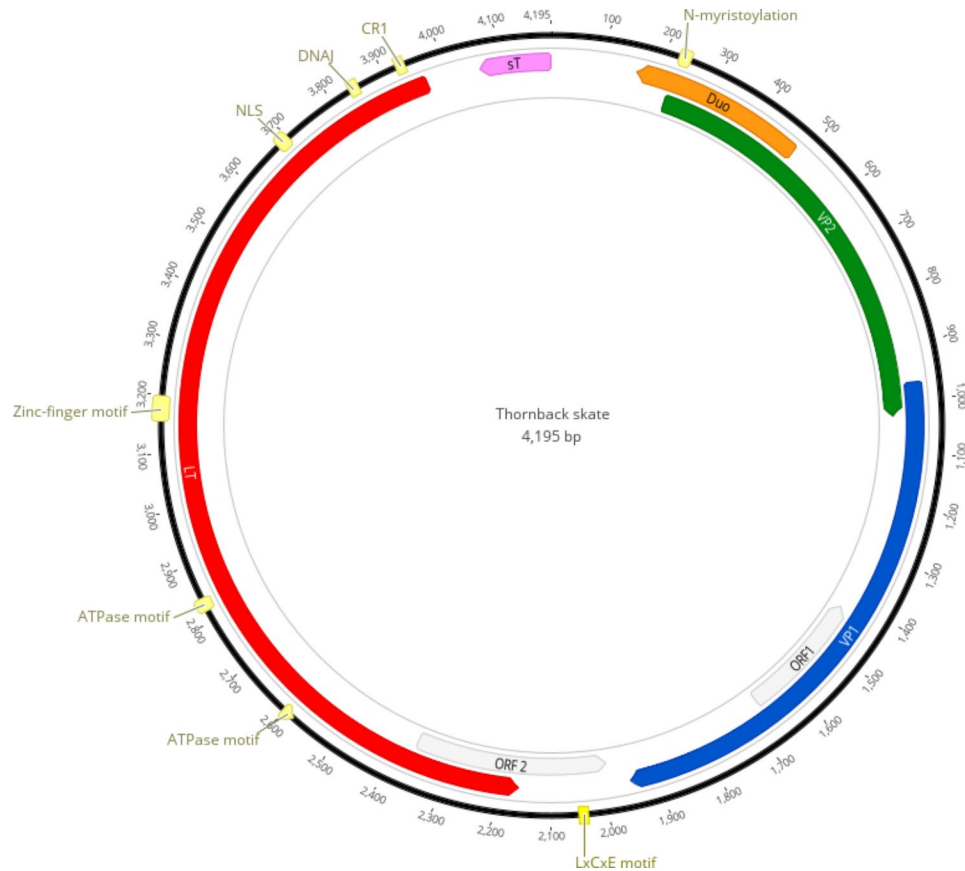 Thornback skate
4,195 bp
4,195
100
N-myristoylation
200
300
400
500
600
700
800
900
1,000
1,100
1,200
1,300
1,400
1,500
1,600
1,700
1,800
1,900
2,000
LxCxE motif
2,100
2,200
2,300
2,400
2,500
2,600
ATPase motif
2,700
2,800
ATPase motif
2,900
3,000
3,100
Zinc-finger motif
3,200
3,300
3,400
3,500
3,600
3,700
NLS
3,800
DNAJ
3,900
CR1
4,000
4,100
sT
Duo
VP2
VP1
ORF1
ORF 2
LT